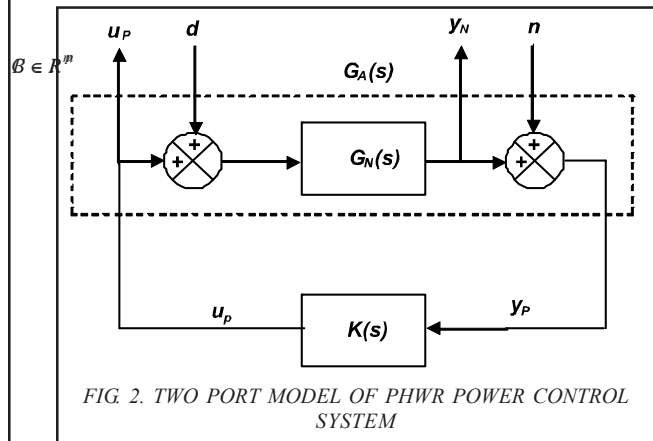 u_P d y_N n
G_A(s)
ⴔ ∈ R^m
+
+ G_N(s) +
+
u_p K(s) y_P
FIG. 2. TWO PORT MODEL OF PHWR POWER CONTROL
SYSTEM